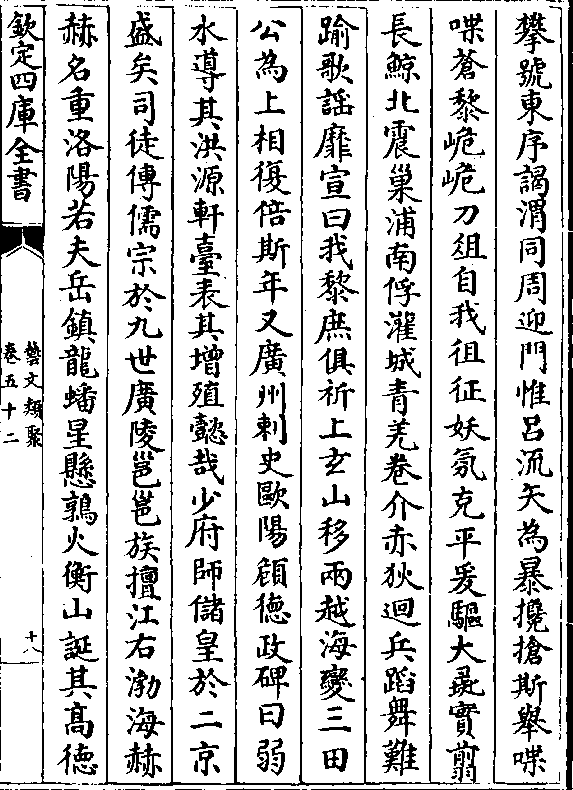 攀號東序謁渭同周迎門惟呂流矢為暴攙搶斯舉喋
喋蒼黎峗峗刀俎自我徂征妖氛克平爰驅大彘實翦
長鯨北震巢浦南俘灌城青羌卷介赤狄迴兵蹈舞難
踰歌謡靡宣曰我黎庶俱祈上玄山移兩越海變三田
公為上相復倍斯年又廣州刺史歐陽頠德政碑曰弱
水導其洪源軒臺表其增殖懿哉少府師儲皇於二京
盛矣司徒傳儒宗於九世廣陵邕邕族擅江右渤海赫
赫名重洛陽若夫岳鎮龍蟠星懸鶉火衡山誕其高德
欽定四庫全書
藝文類聚
卷五十二
十八